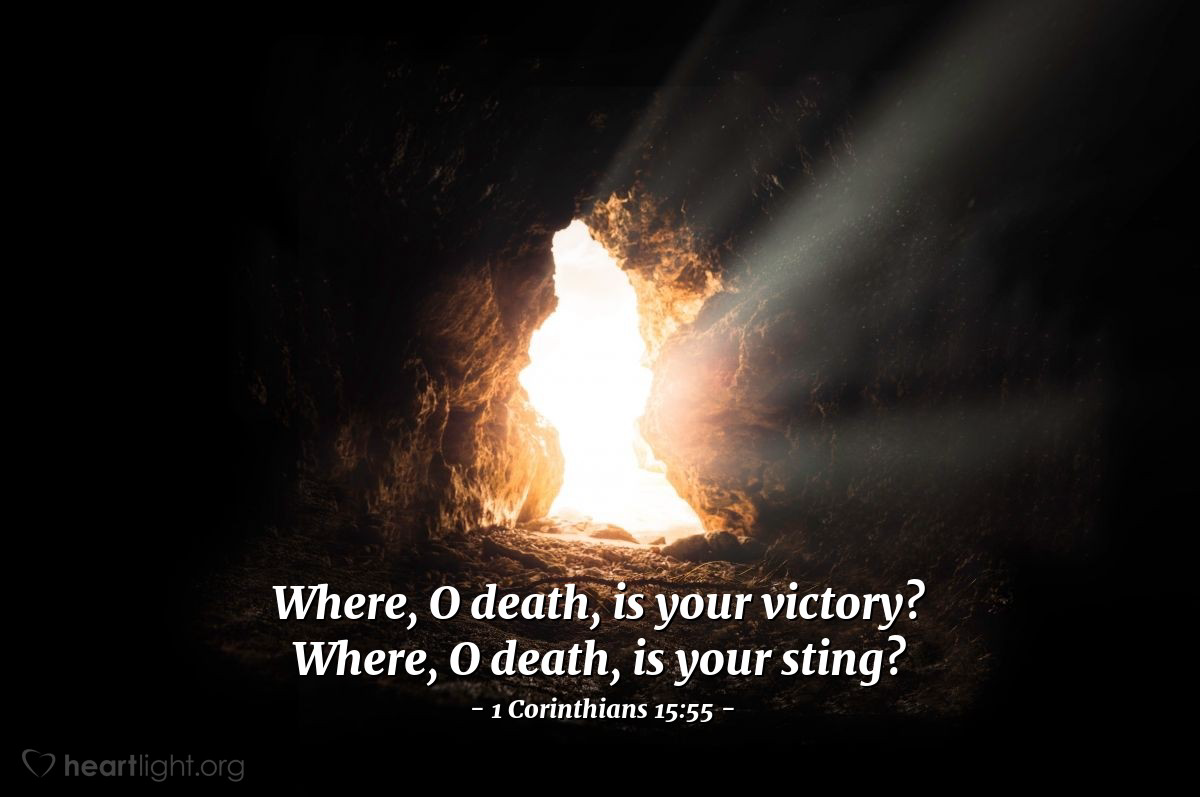 Where, O death, is your victory?
Where, O death, is your sting?
~ 1 Corinthians 15:55 ~
heartlight.org